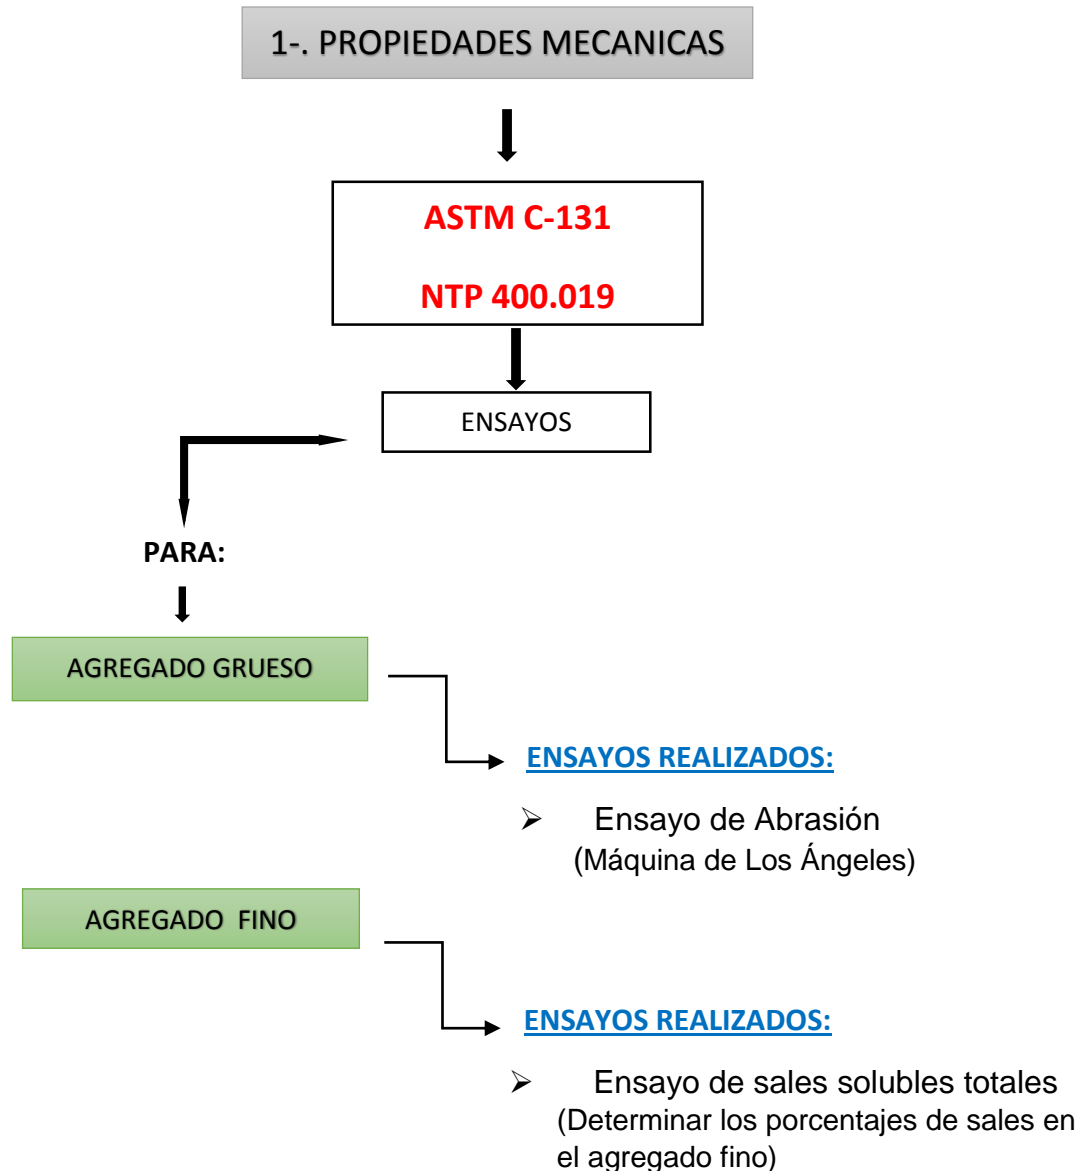 1-. PROPIEDADES MECANICAS
ASTM C-131
NTP 400.019
ENSAYOS
PARA:
AGREGADO GRUESO
ENSAYOS REALIZADOS:
➢ Ensayo de Abrasión
(Máquina de Los Ángeles)
AGREGADO FINO
ENSAYOS REALIZADOS:
➢ Ensayo de sales solubles totales
(Determinar los porcentajes de sales en
el agregado fino)